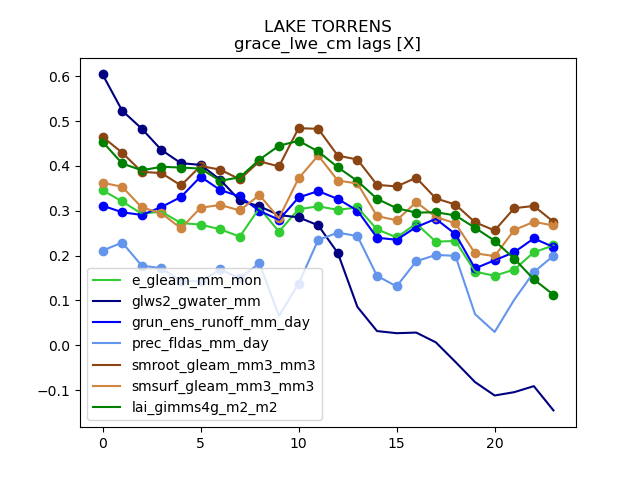 LAKE TORRENS
grace_lwe_cm lags [X]
0.6
0.5
0.4
0.3
0.2
0.1
0.0
−0.1
e_gleam_mm_mon
glws2_gwater_mm
grun_ens_runoff_mm_day
prec_fldas_mm_day
smroot_gleam_mm3_mm3
smsurf_gleam_mm3_mm3
lai_gimms4g_m2_m2
0 5 10 15 20